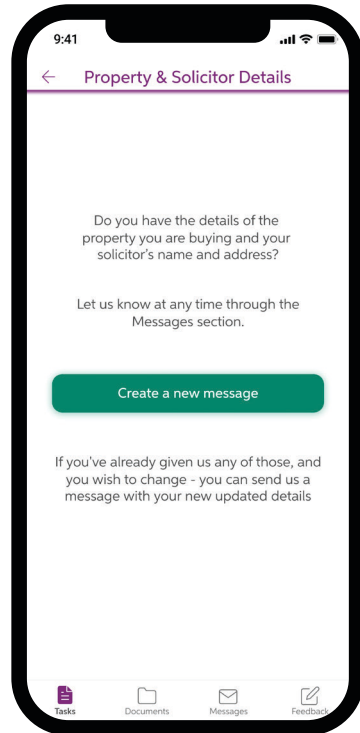 9:41
Property & Solicitor Details
Do you have the details of the
property you are buying and your
solicitor's name and address?
Let us know at any time through the
Messages section.
Create a new message
If you've already given us any of those, and
you wish to change - you can send us a
message with your new updated details
Tasks
Documents
Messages
Feedback